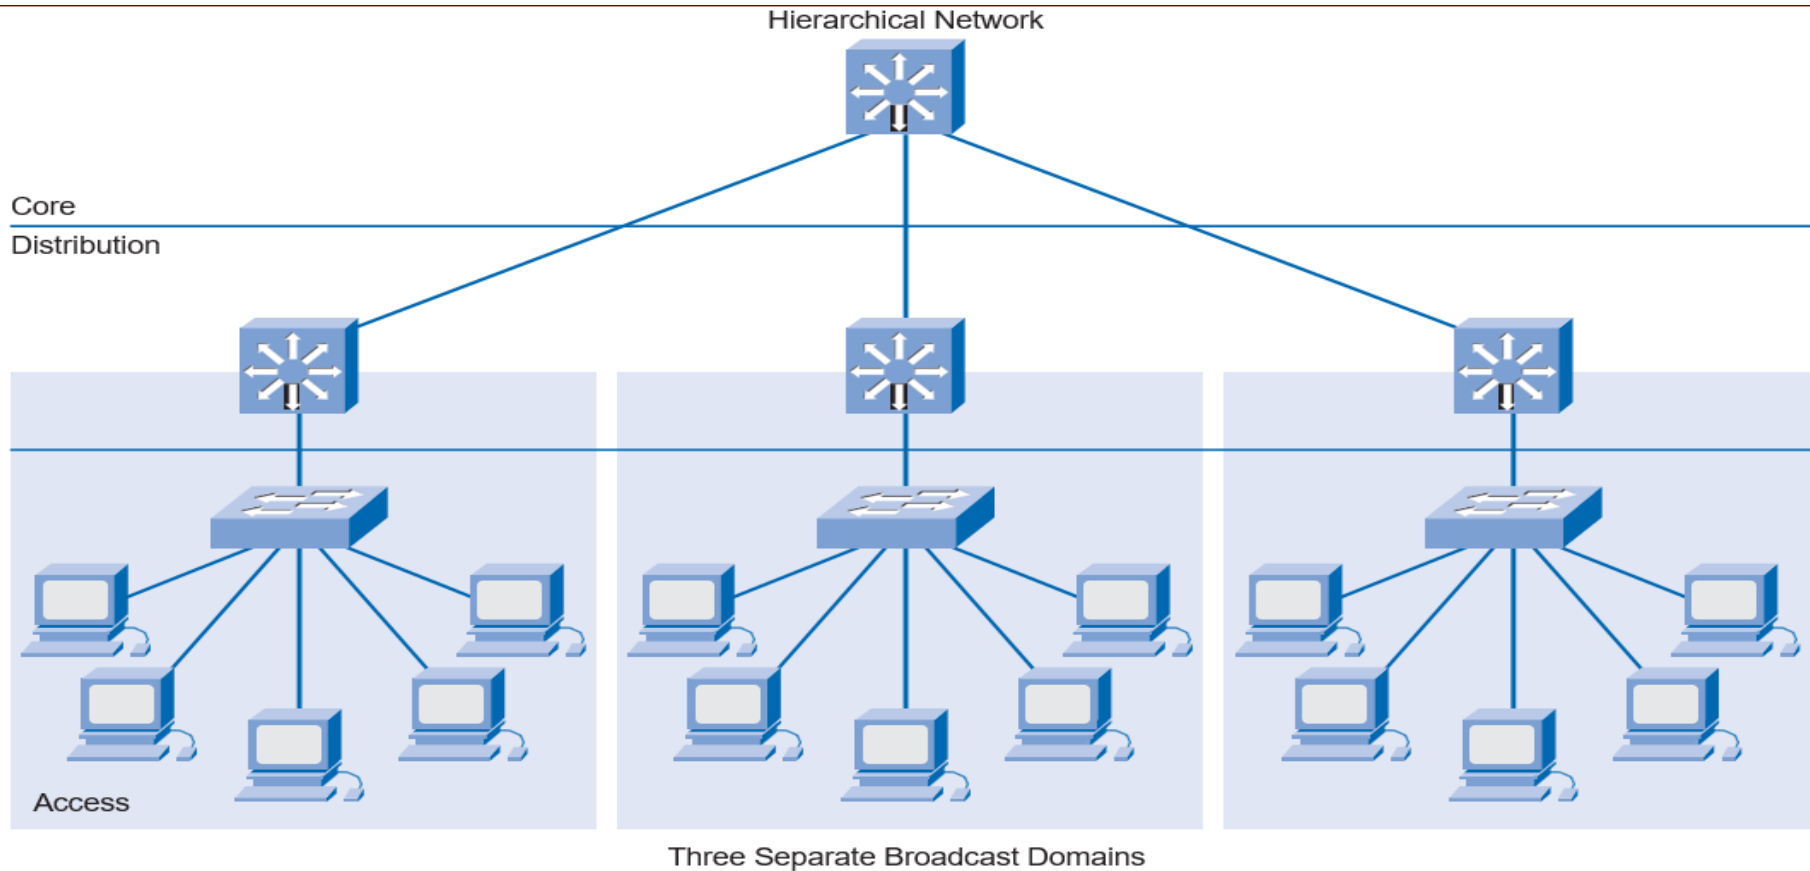 Hierarchical Network
Core
Distribution
Access
Three Separate Broadcast Domains